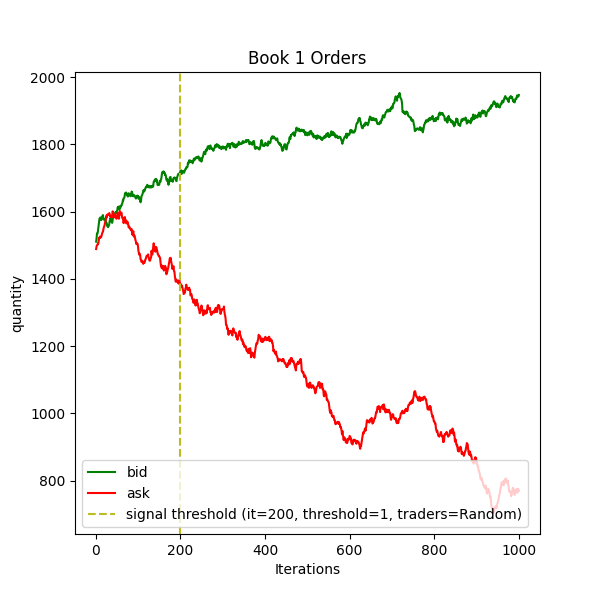 Book 1 Orders
2000
1800
1600
1400
1200
1000
800
quantity
bid
ask
signal threshold (it=200, threshold=1, traders=Random)
0 200 400 600 800 1000
Iterations